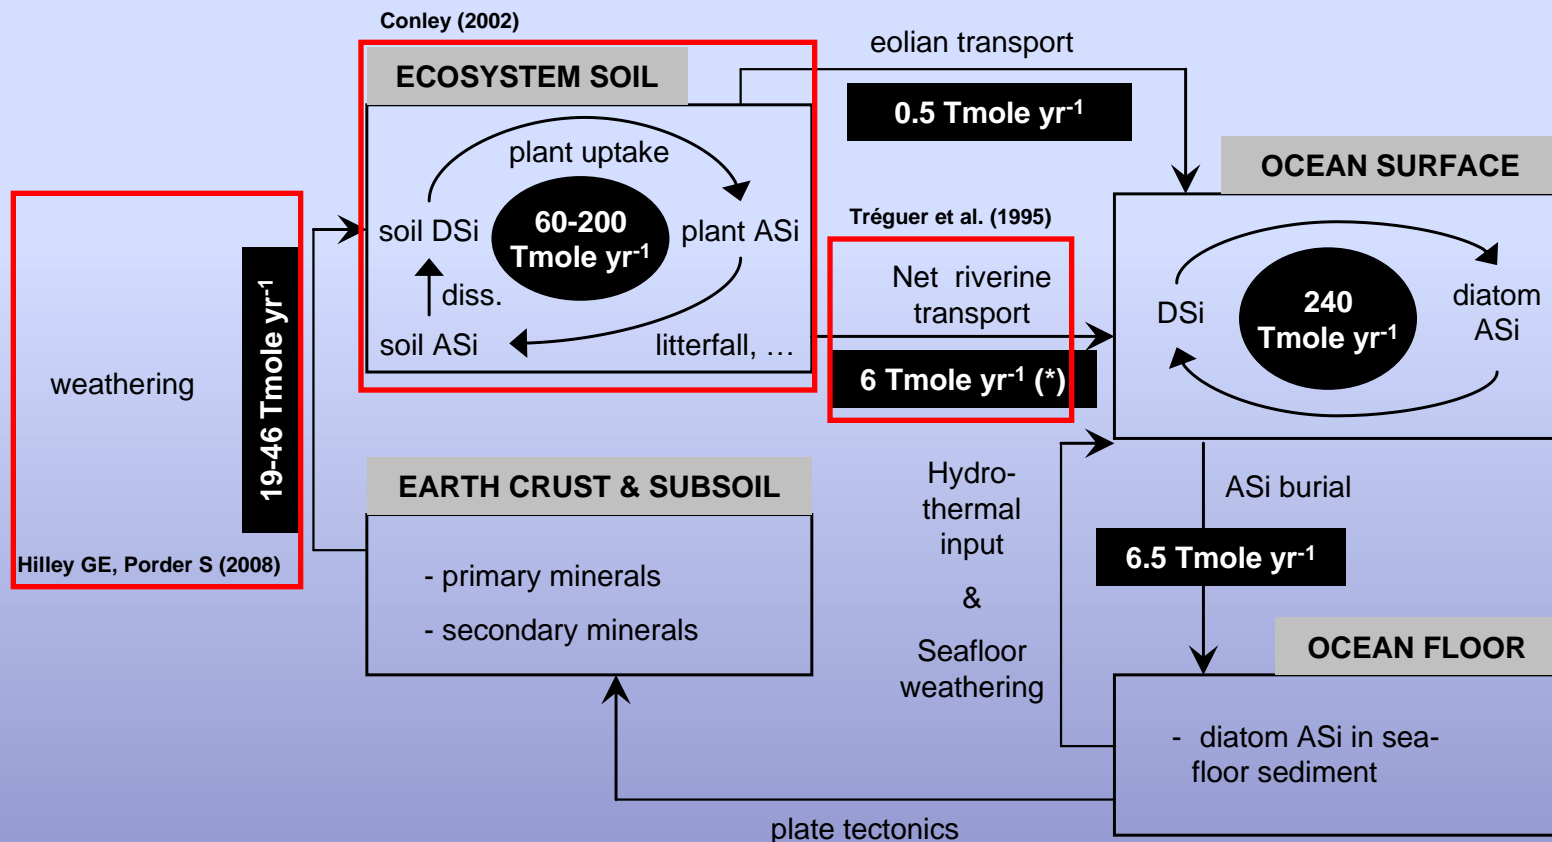 Conley (2002)
eolian transport
ECOSYSTEM SOIL
0.5 Tmole yr-1
plant uptake
OCEAN SURFACE
soil DSi
60-200
Tmole yr-1
plant ASi
Tréguer et al. (1995)
diss.
soil ASi
litterfall, …
Net riverine
transport
6 Tmole yr-1 (*)
DSi
240
Tmole yr-1
diatom
ASi
weathering
19-46 Tmole yr-1
Hilley GE, Porder S (2008)
EARTH CRUST & SUBSOIL
- primary minerals
- secondary minerals
Hydro-
thermal
input
&
Seafloor
weathering
ASi burial
6.5 Tmole yr-1
OCEAN FLOOR
- diatom ASi in sea-
floor sediment
plate tectonics